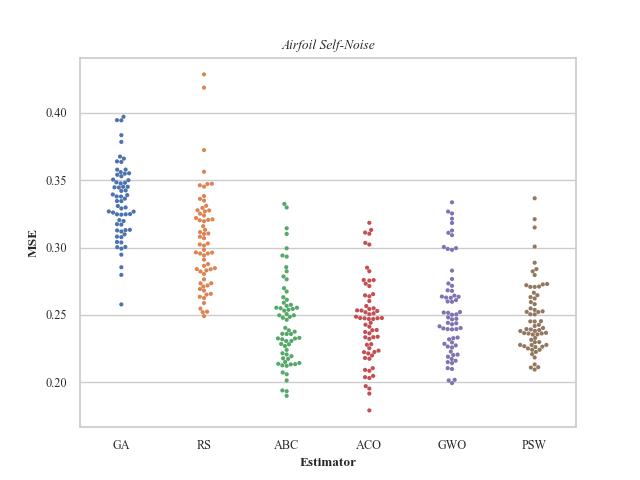 Airfoil Self-Noise
0.40
0.35
0.30
0.25
0.20
MSE
GA RS ABC ACO GWO PSW
Estimator